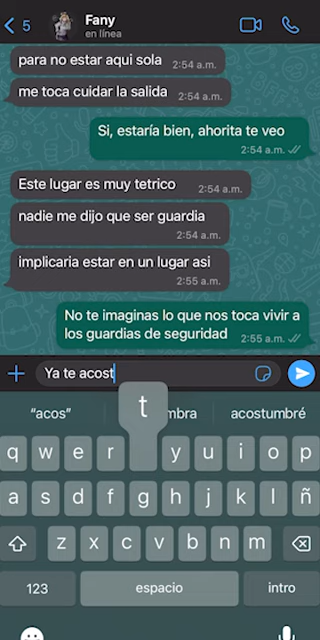 5
Fany
en línea
para no estar aqui sola 2:54 a.m.
me toca cuidar la salida 2:54 a.m.
Si, estaría bien, ahorita te veo
2:54 a.m.
Este lugar es muy tetrico 2:54 a.m.
nadie me dijo que ser guardia
2:54 a.m.
implicaria estar en un lugar asi
2:55 a.m.
No te imaginas lo que nos toca vivir a
los guardias de seguridad 2:55 a.m.
Ya te acost
"acos" mbra acostumbré
t
q w e r y u i o p
a s d f g h j k l ñ
z x c v b n m
123 espacio intro